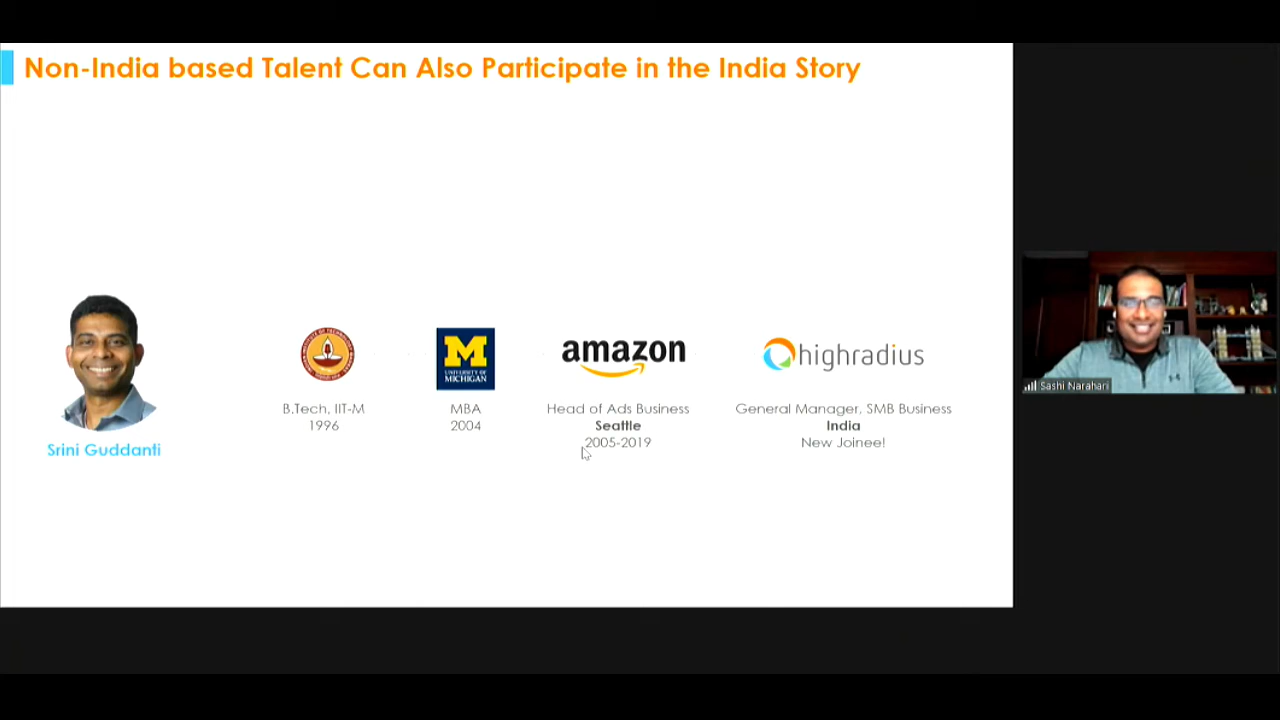 Non-India based Talent Can Also Participate in the India Story
Srini Guddanti
B.Tech, IIT-M
1996
M
UNIVERSITY OF
MICHIGAN
MBA
2004
amazon
Head of Ads Business
Seattle
2005-2019
highradius
General Manager, SMB Business
India
New Joinee!
Sashi Narahari